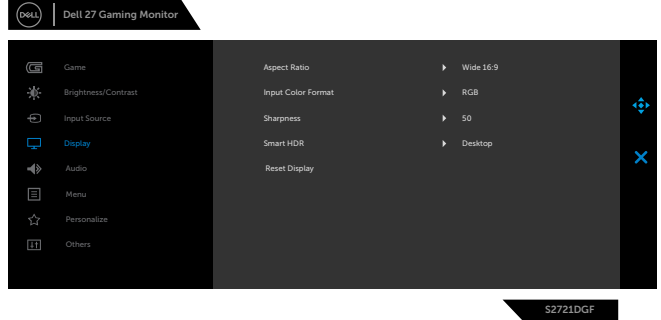 DELL
Dell 27 Gaming Monitor
Game
Aspect Ratio Wide 16:9
Brightness/Contrast Input Color Format RGB
Input Source Sharpness 50
Display Smart HDR Desktop
Audio Reset Display
Menu
Personalize
Others
S2721DGF